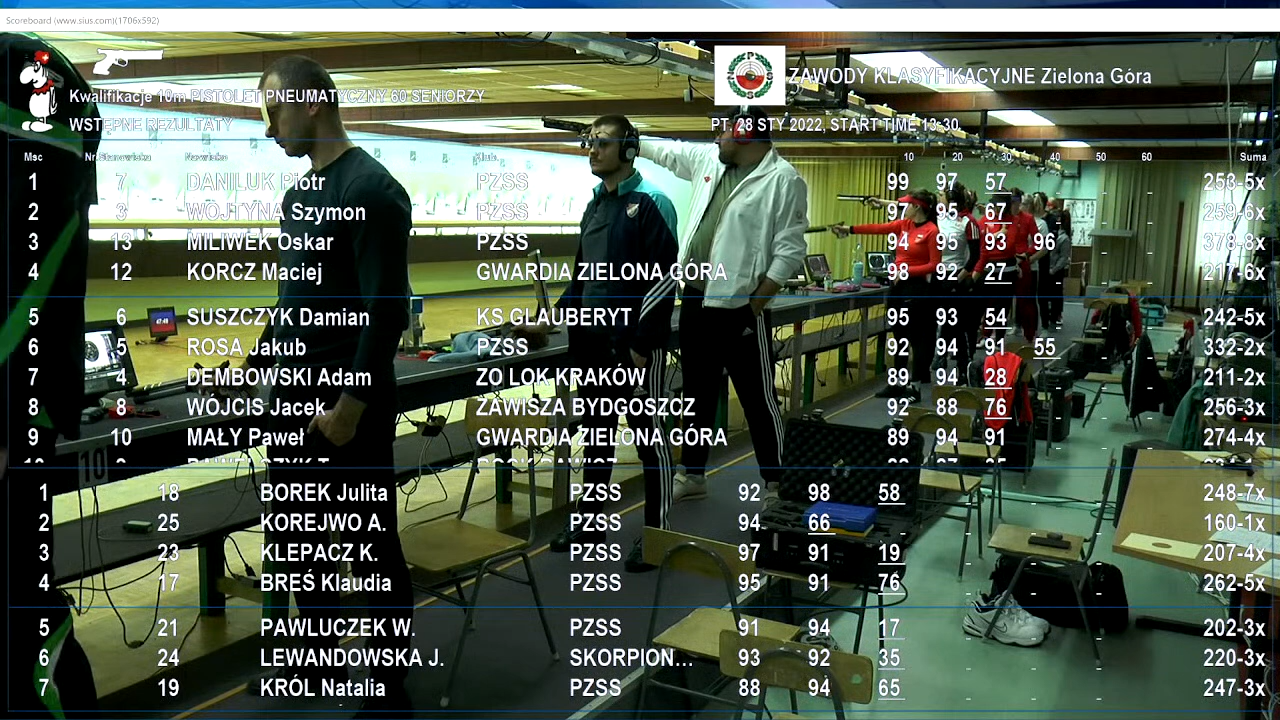 Scoreboard (www.sius.com)(1706x592)
ZAWODY KLASYFIKACYJNE Zielona Góra
Kwalifikacje 10m PISTOLET PNEUMATYCZNY 60 SENIORZY
WSTĘPNE REZULTATY PT. 28 STY 2022, START TIME 13:30
Msc Nr Stanowiska Nazwisko Klub 10 20 30 40 50 60 Suma
1 7 DANILUK Piotr PZSS 99 97 57 - - - 253-5x
2 3 WOJTYNA Szymon PZSS 97 95 67 - - - 259-6x
3 13 MILIWEK Oskar PZSS 94 95 93 96 - - 378-8x
4 12 KORCZ Maciej GWARDIA ZIELONA GÓRA 98 92 27 - - - 217-6x
5 6 SUSZCZYK Damian KS GLAUBERYT 95 93 54 - - - 242-5x
6 5 ROSA Jakub PZSS 92 94 91 55 - - 332-2x
7 4 DEMBOWSKI Adam ZO LOK KRAKÓW 89 94 28 - - - 211-2x
8 8 WÓJCIS Jacek ZAWISZA BYDGOSZCZ 92 88 76 - - - 256-3x
9 10 MAŁY Paweł GWARDIA ZIELONA GÓRA 89 94 91 - - - 274-4x
10
1 18 BOREK Julita PZSS 92 98 58 - - - 248-7x
2 25 KOREJWO A. PZSS 94 66 - - - - 160-1x
3 23 KLEPACZ K. PZSS 97 91 19 - - - 207-4x
4 17 BREŚ Klaudia PZSS 95 91 76 - - - 262-5x
5 21 PAWLUCZEK W. PZSS 91 94 17 - - - 202-3x
6 24 LEWANDOWSKA J. SKORPION... 93 92 35 - - - 220-3x
7 19 KRÓL Natalia PZSS 88 94 65 - - - 247-3x